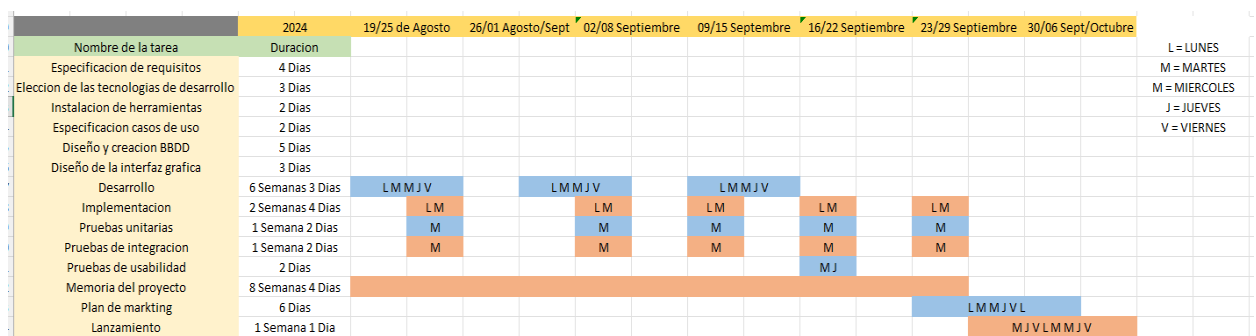 2024 19/25 de Agosto 26/01 Agosto/Sept 02/08 Septiembre 09/15 Septiembre 16/22 Septiembre 23/29 Septiembre 30/06 Sept/Octubre
Nombre de la tarea Duracion L = LUNES
Especificacion de requisitos 4 Dias M = MARTES
Eleccion de las tecnologias de desarrollo 3 Dias M = MIERCOLES
Instalacion de herramientas 2 Dias J = JUEVES
Especificacion casos de uso 2 Dias V = VIERNES
Diseño y creacion BBDD 5 Dias
Diseño de la interfaz grafica 3 Dias
Desarrollo 6 Semanas 3 Dias L M M J V L M M J V L M M J V
Implementacion 2 Semanas 4 Dias L M L M L M L M L M
Pruebas unitarias 1 Semana 2 Dias M M M M M
Pruebas de integracion 1 Semana 2 Dias M M M M M
Pruebas de usabilidad 2 Dias M J
Memoria del proyecto 8 Semanas 4 Dias
Plan de markting 6 Dias L M M J V L
Lanzamiento 1 Semana 1 Dia M J V L M M J V